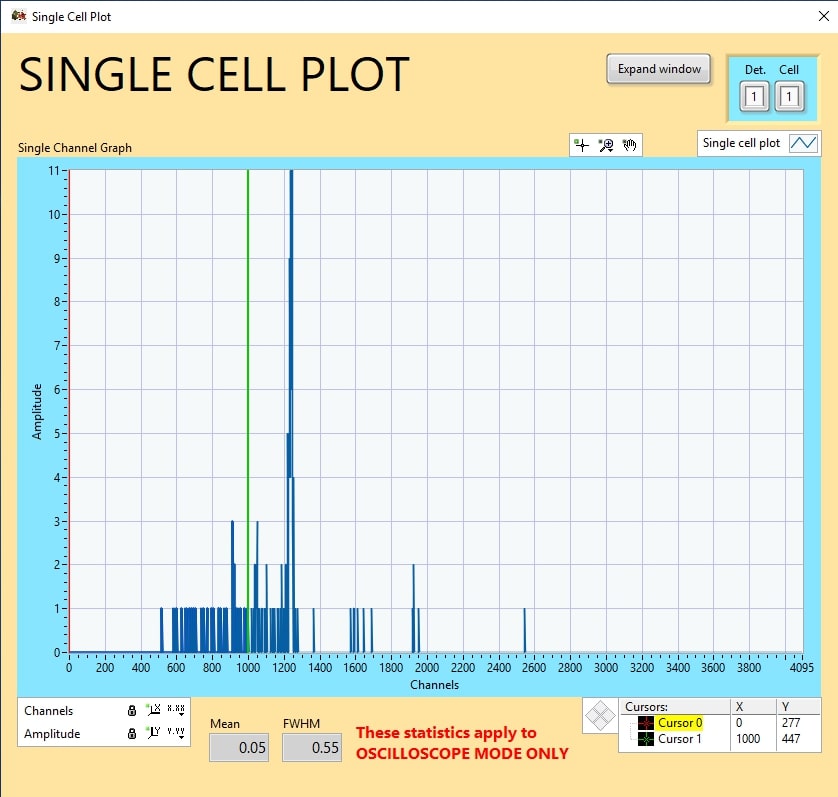 Single Cell Plot
SINGLE CELL PLOT
Expand window
Det. Cell
1 1
Single Channel Graph
Single cell plot
11
10
9
8
7
6
5
4
3
2
1
0
Amplitude
0 200 400 600 800 1000 1200 1400 1600 1800 2000 2200 2400 2600 2800 3000 3200 3400 3600 3800 4095
Channels
Channels X.XX
Amplitude Y.YY
Mean FWHM
0.05 0.55
These statistics apply to
OSCILLOSCOPE MODE ONLY
Cursors: X Y
Cursor 0 0 277
Cursor 1 1000 447